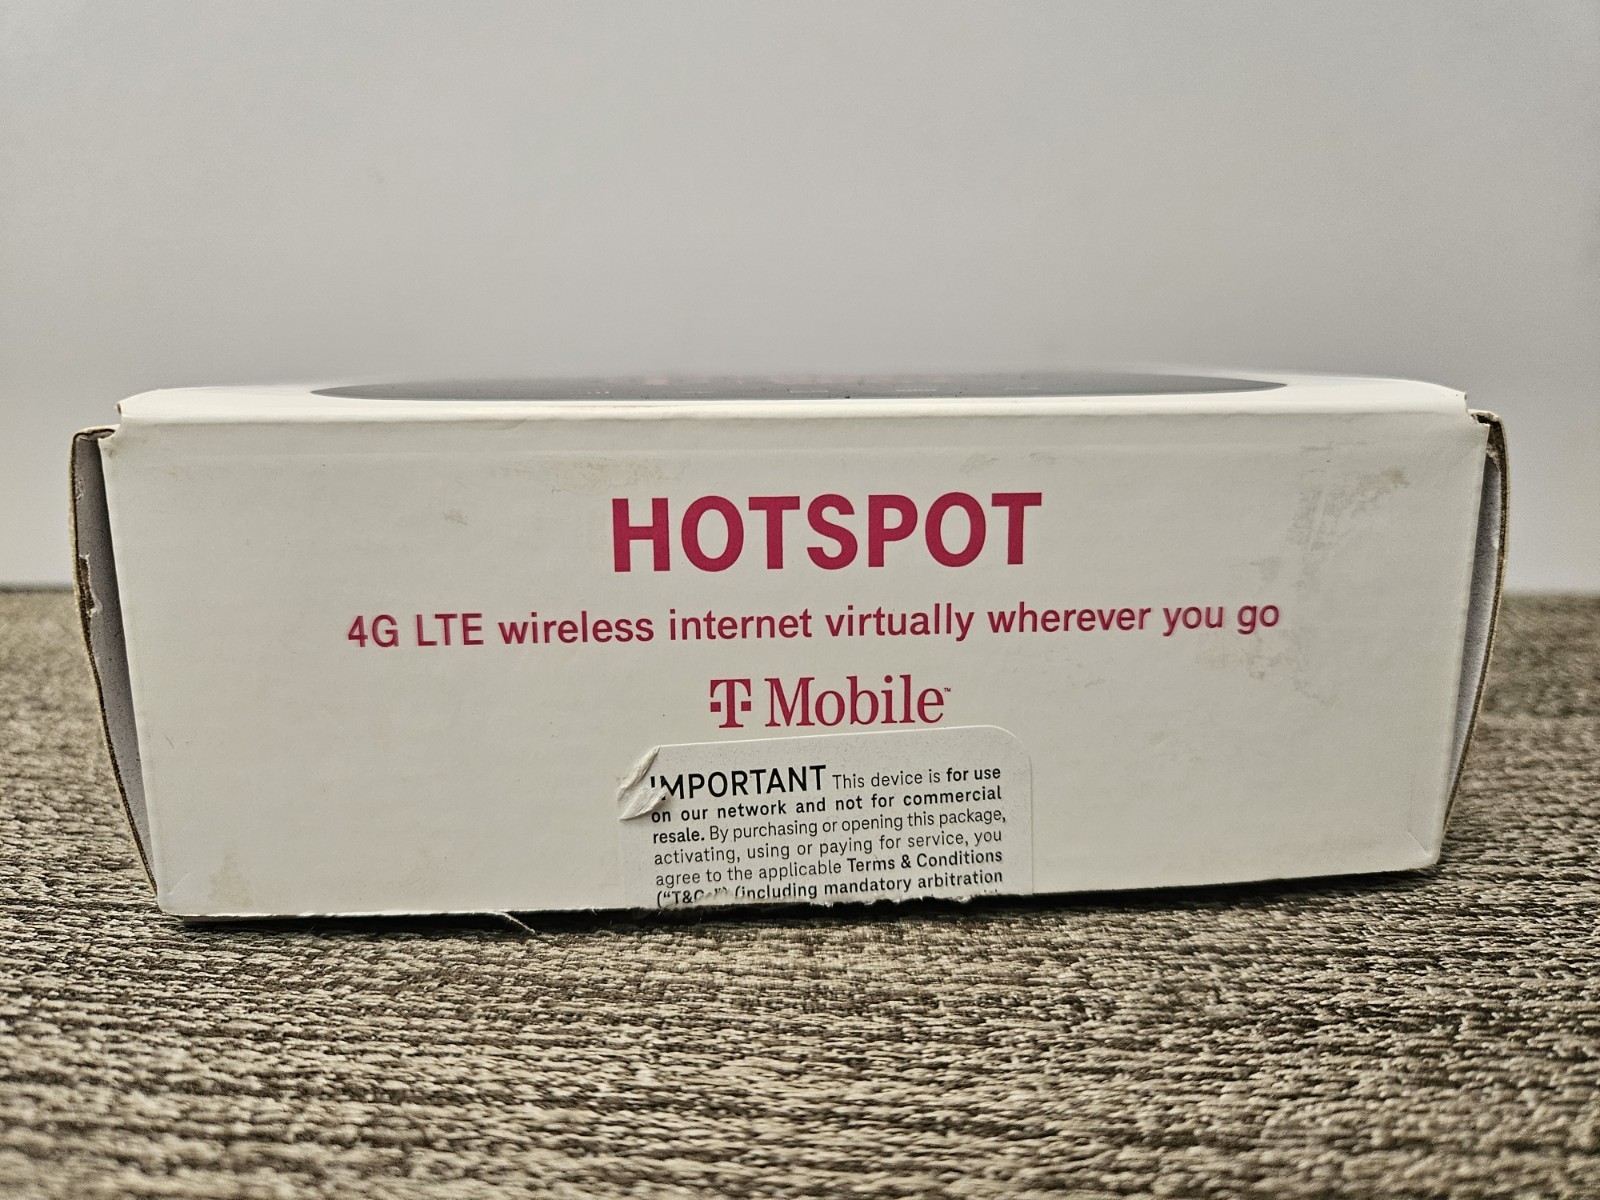 HOTSPOT
4G LTE wireless internet virtually wherever you go
T Mobile™
IMPORTANT This device is for use
on our network and not for commercial
resale. By purchasing or opening this package,
activating, using or paying for service, you
agree to the applicable Terms & Conditions
(including mandatory arbitration